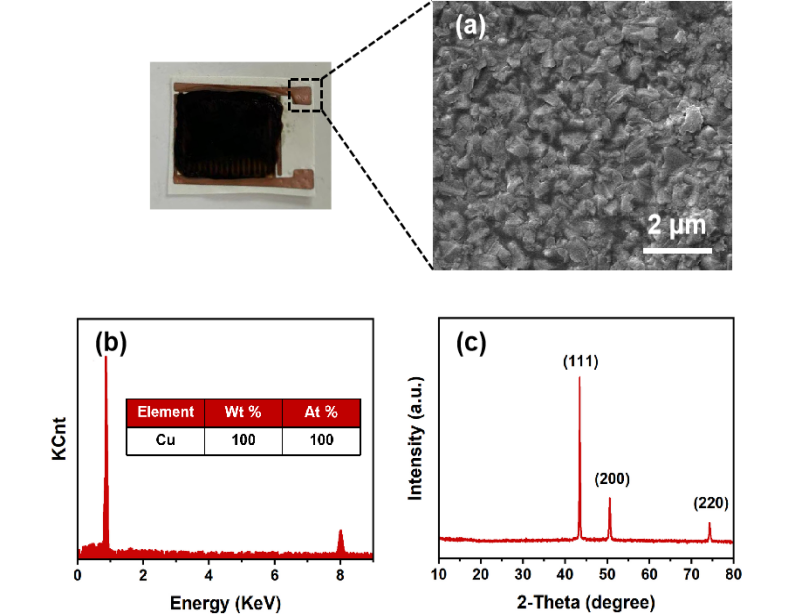 (a)
2 μm
(b)
KCnt
Element Wt % At %
Cu 100 100
0 2 4 6 8
Energy (KeV)
(c)
Intensity (a.u.)
(111)
(200)
(220)
10 20 30 40 50 60 70 80
2-Theta (degree)